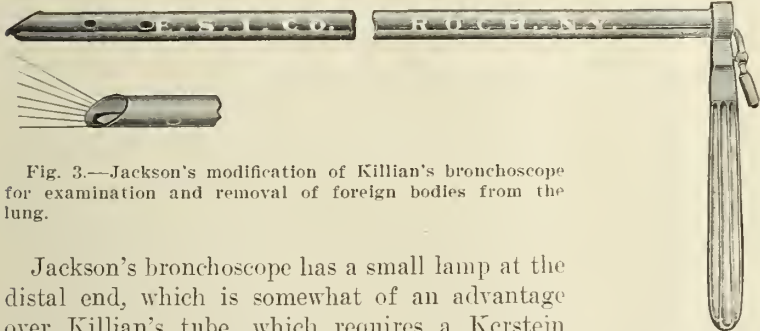 E. S. I. CO. ROCH. N.Y.
Fig. 3.—Jackson's modification of Killian's bronchoscope
for examination and removal of foreign bodies from the
lung.
Jackson's bronchoscope has a small lamp at the
distal end, which is somewhat of an advantage
over Killian's tube, which requires a Kerstein